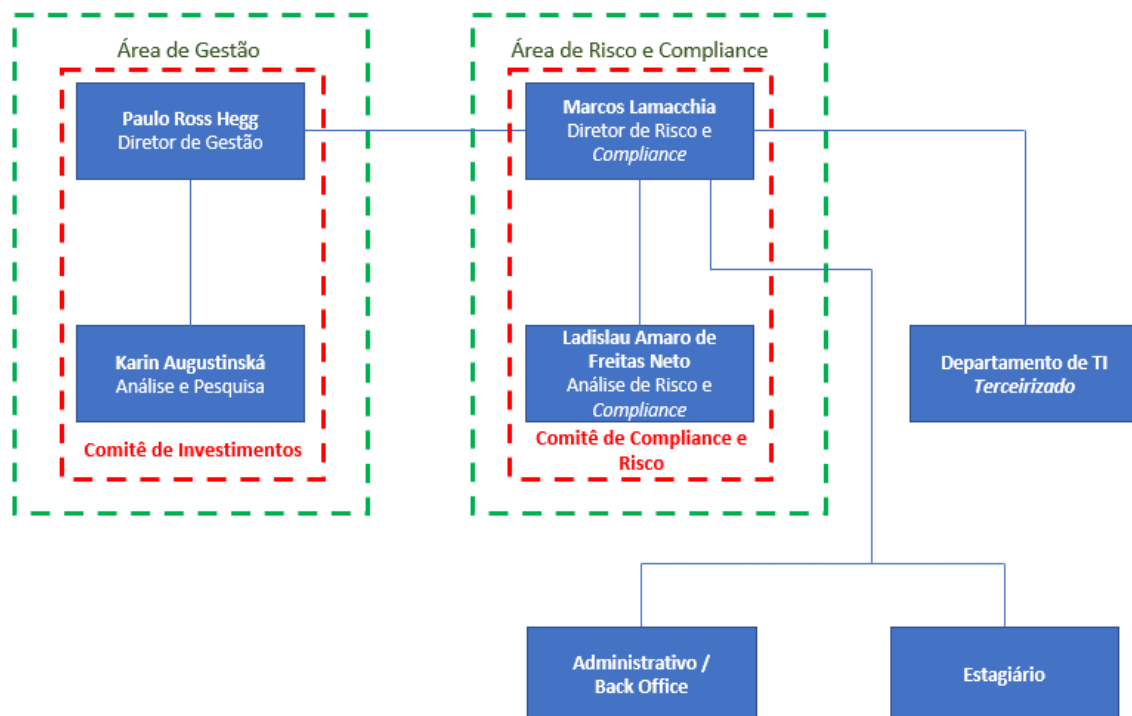 Área de Gestão
Paulo Ross Hegg
Diretor de Gestão
Karin Augustinská
Análise e Pesquisa
Comitê de Investimentos
Área de Risco e Compliance
Marcos Lamacchia
Diretor de Risco e
Compliance
Ladislau Amaro de
Freitas Neto
Análise de Risco e
Compliance
Comitê de Compliance e
Risco
Departamento de TI
Terceirizado
Administrativo /
Back Office
Estagiário